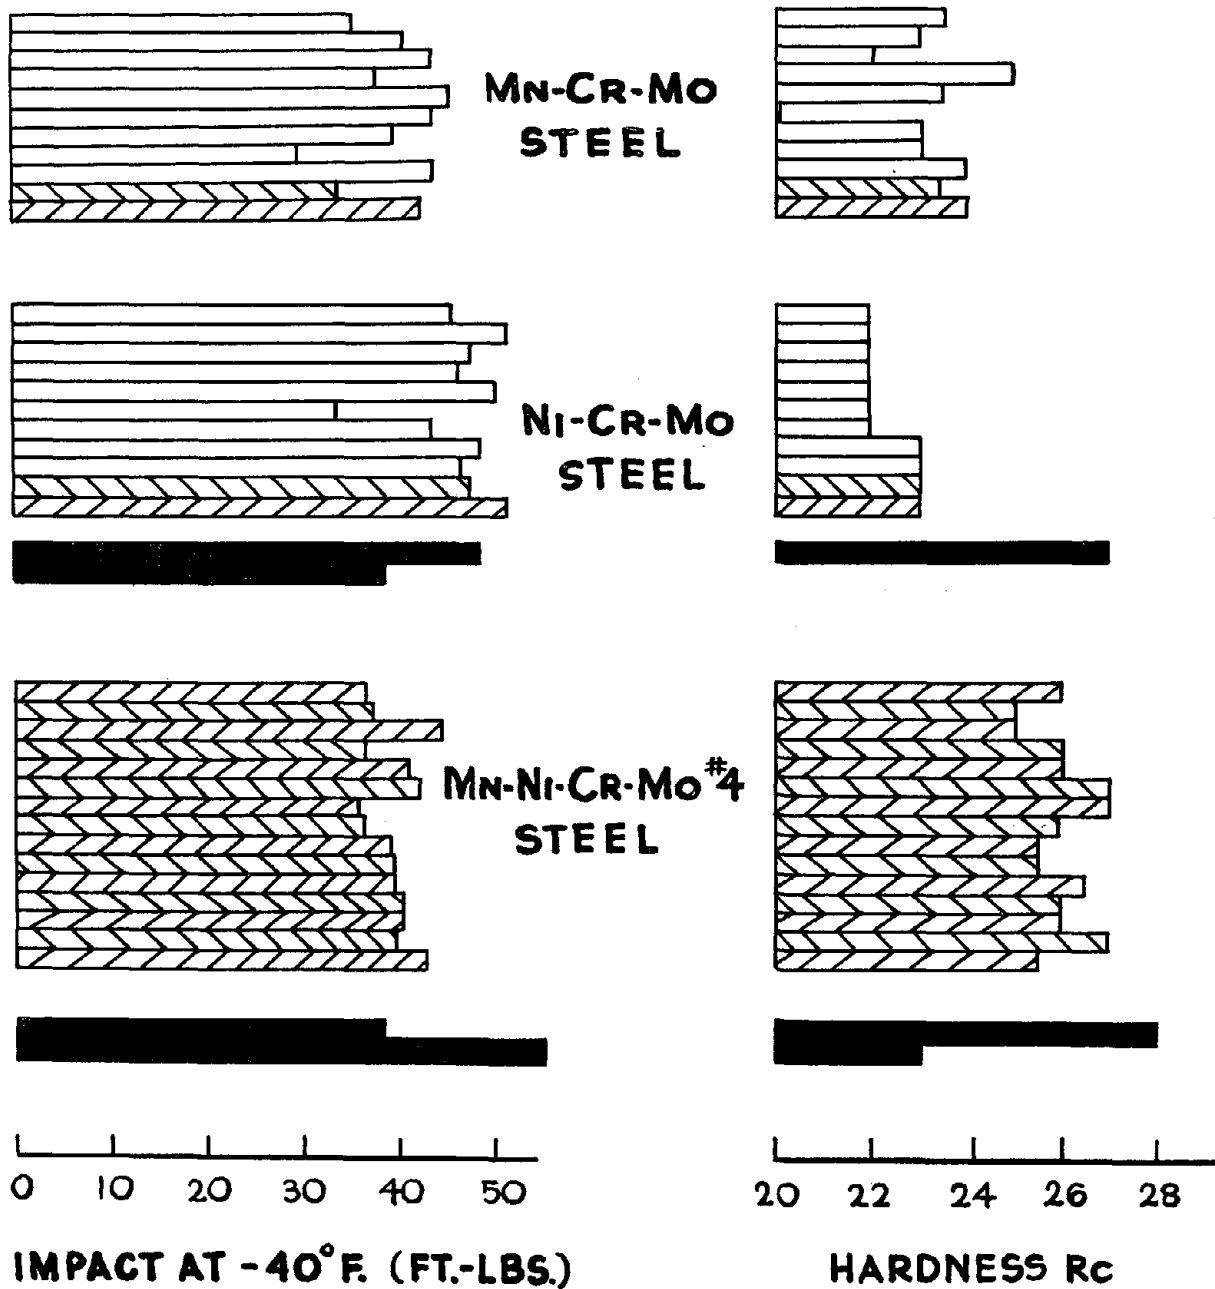 Mn-Cr-Mo
STEEL
Ni-Cr-Mo
STEEL
Mn-Ni-Cr-Mo #4
STEEL
0 10 20 30 40 50
20 22 24 26 28
IMPACT AT -40°F. (FT.-LBS.)
HARDNESS Rc